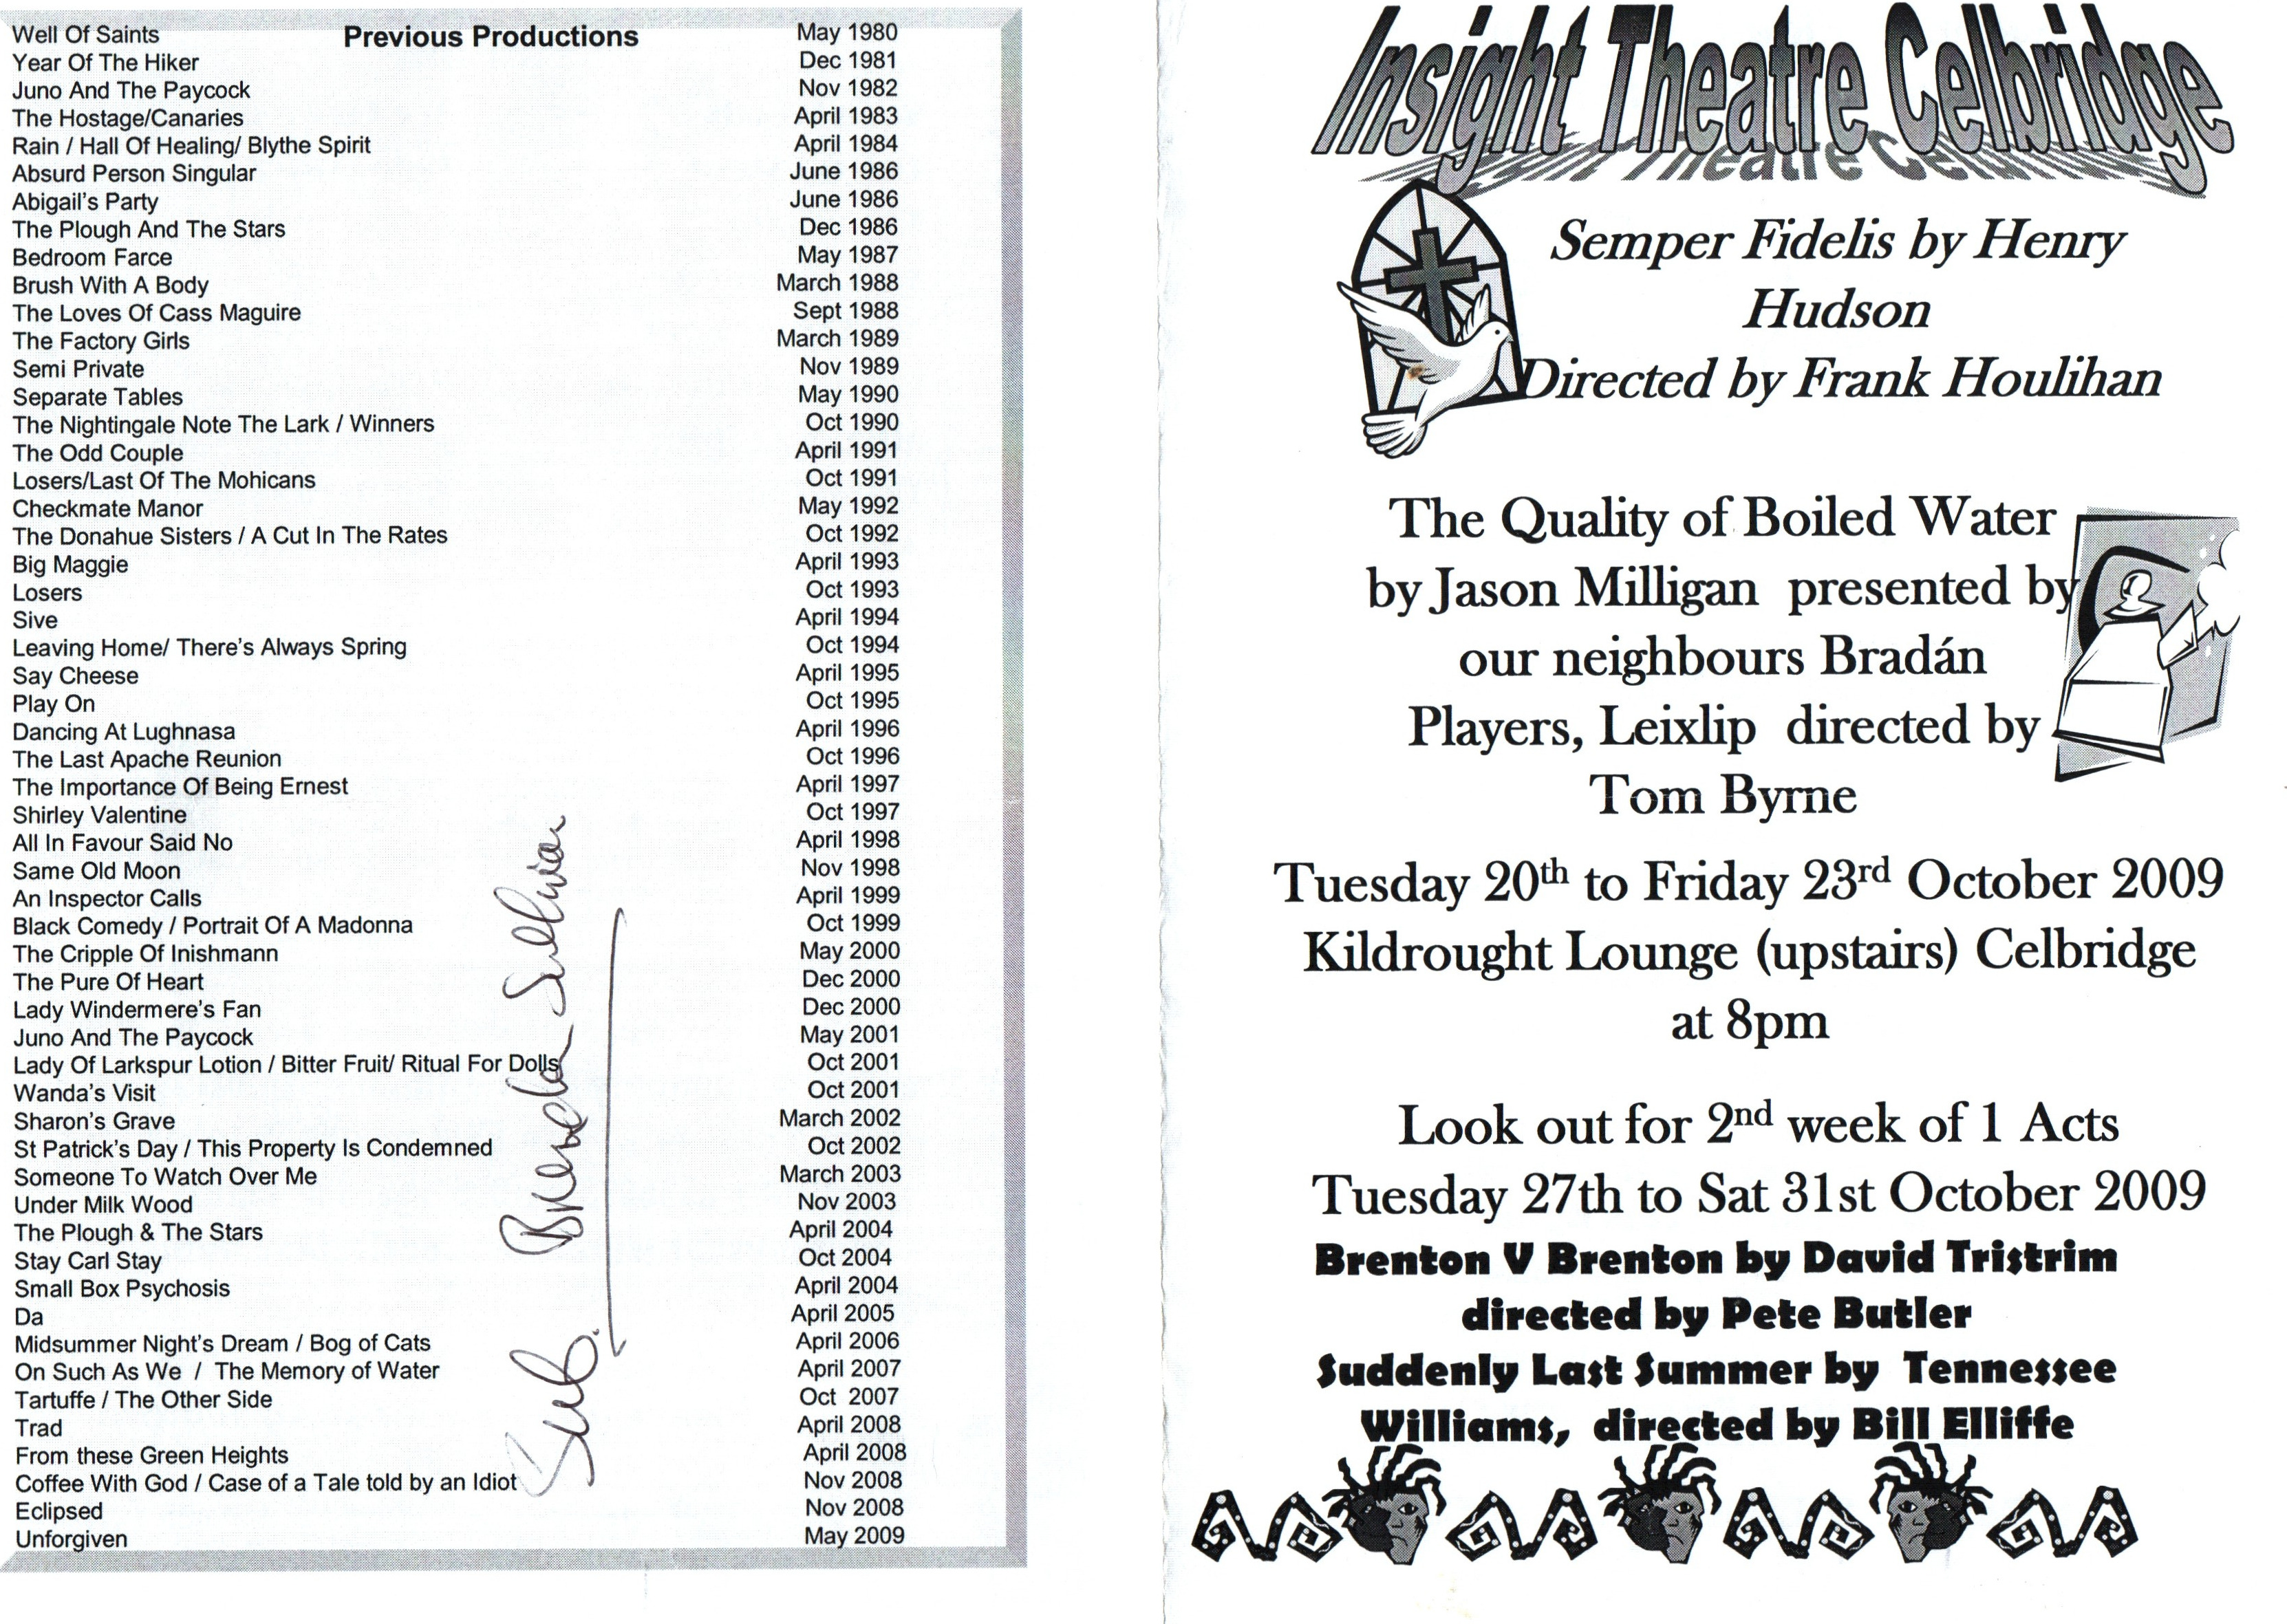 Previous Productions
Well Of Saints May 1980
Year Of The Hiker Dec 1981
Juno And The Paycock Nov 1982
The Hostage/Canaries April 1983
Rain / Hall Of Healing/ Blythe Spirit April 1984
Absurd Person Singular June 1986
Abigail's Party June 1986
The Plough And The Stars Dec 1986
Bedroom Farce May 1987
Brush With A Body March 1988
The Loves Of Cass Maguire Sept 1988
The Factory Girls March 1989
Semi Private Nov 1989
Separate Tables May 1990
The Nightingale Note The Lark / Winners Oct 1990
The Odd Couple April 1991
Losers/Last Of The Mohicans Oct 1991
Checkmate Manor May 1992
The Donahue Sisters / A Cut In The Rates Oct 1992
Big Maggie April 1993
Losers Oct 1993
Sive April 1994
Leaving Home/ There's Always Spring Oct 1994
Say Cheese April 1995
Play On Oct 1995
Dancing At Lughnasa April 1996
The Last Apache Reunion Oct 1996
The Importance Of Being Ernest April 1997
Shirley Valentine Oct 1997
All In Favour Said No April 1998
Same Old Moon Nov 1998
An Inspector Calls April 1999
Black Comedy / Portrait Of A Madonna Oct 1999
The Cripple Of Inishmann May 2000
The Pure Of Heart Dec 2000
Lady Windermere's Fan Dec 2000
Juno And The Paycock May 2001
Lady Of Larkspur Lotion / Bitter Fruit/ Ritual For Dolls Oct 2001
Wanda's Visit Oct 2001
Sharon's Grave March 2002
St Patrick's Day / This Property Is Condemned Oct 2002
Someone To Watch Over Me March 2003
Under Milk Wood Nov 2003
The Plough & The Stars April 2004
Stay Carl Stay Oct 2004
Small Box Psychosis April 2004
Da April 2005
Midsummer Night's Dream / Bog of Cats April 2006
On Such As We / The Memory of Water April 2007
Tartuffe / The Other Side Oct 2007
Trad April 2008
From these Green Heights April 2008
Coffee With God / Case of a Tale told by an Idiot Nov 2008
Eclipsed Nov 2008
Unforgiven May 2009
Sub. Brenda Sullivan
Insight Theatre Celbridge
Semper Fidelis by Henry
Hudson
Directed by Frank Houlihan
The Quality of Boiled Water
by Jason Milligan presented by
our neighbours Bradán
Players, Leixlip directed by
Tom Byrne
Tuesday 20th to Friday 23rd October 2009
Kildrought Lounge (upstairs) Celbridge
at 8pm
Look out for 2nd week of 1 Acts
Tuesday 27th to Sat 31st October 2009
Brenton V Brenton by David Tristrim
directed by Pete Butler
Suddenly Last Summer by Tennessee
Williams, directed by Bill Elliffe